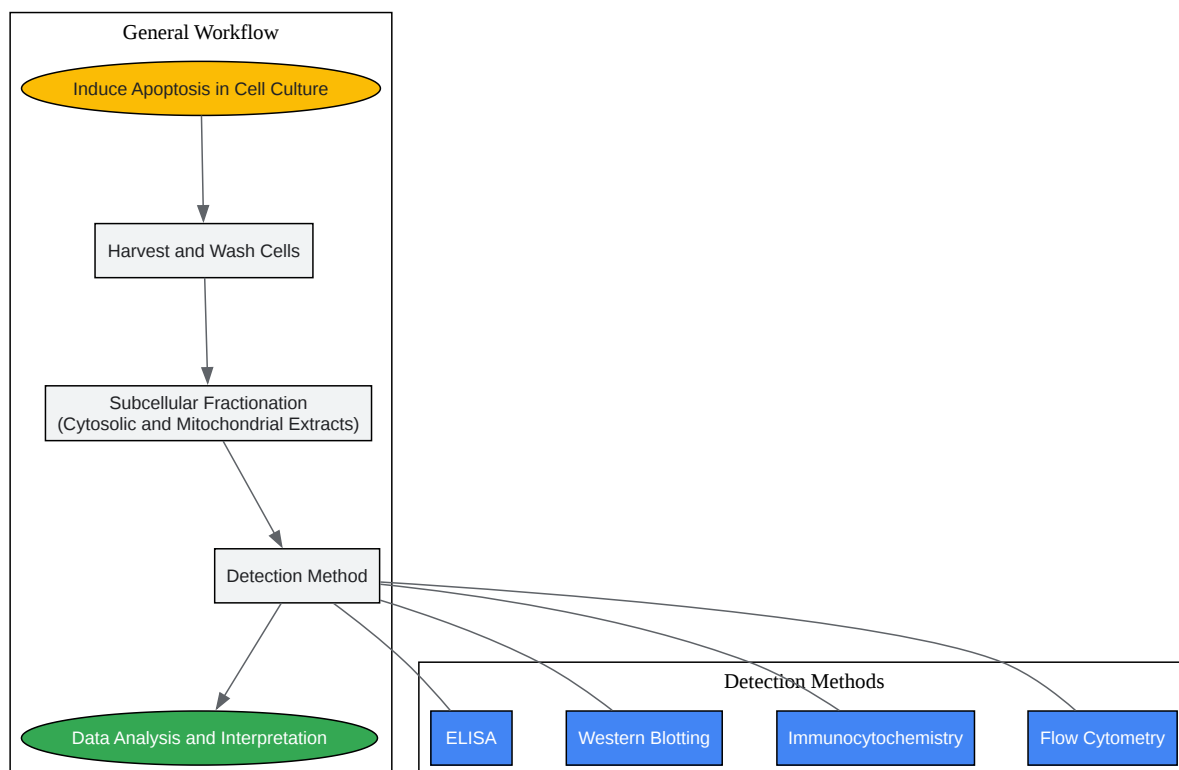 General Workflow
Induce Apoptosis in Cell Culture
Harvest and Wash Cells
Subcellular Fractionation
(Cytosolic and Mitochondrial Extracts)
Detection Method
Data Analysis and Interpretation
Detection Methods
ELISA
Western Blotting
Immunocytochemistry
Flow Cytometry